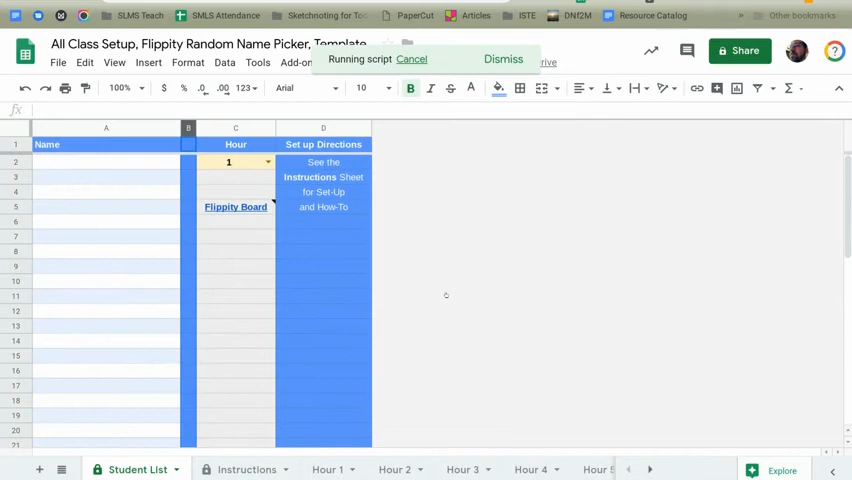 SLMS Teach
SMLS Attendance
Sketchnoting for Too
PaperCut
Articles
ISTE
DNf2M
Resource Catalog
»
Other bookmarks
All Class Setup, Flippity Random Name Picker, Template
File Edit View Insert Format Data Tools
Running script Cancel Dismiss
Share
100% $ % .0 .00 123 Arial 10 B I S A
fx
A B C D
1 Name Hour Set up Directions
2 1 See the
3 Instructions Sheet
4 for Set-Up
5 Flippity Board and How-To
6
7
8
9
10
11
12
13
14
15
16
17
18
19
20
21
Student List Instructions Hour 1 Hour 2 Hour 3 Hour 4 Hour 5 Explore